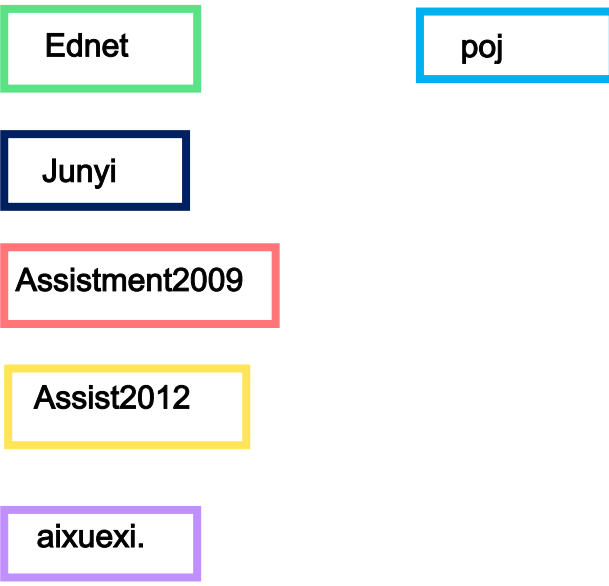 Ednet
poj
Junyi
Assistment2009
Assist2012
aixuexi.